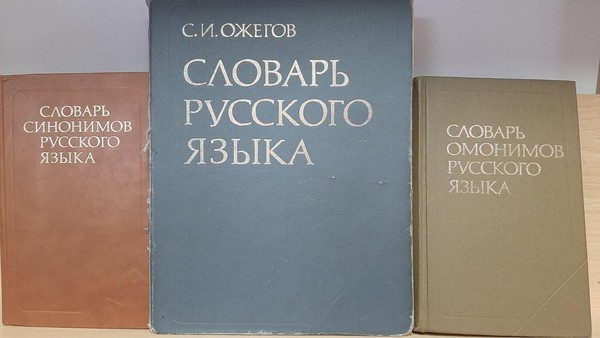 СЛОВАРЬ
СИНОНИМОВ
РУССКОГО
ЯЗЫКА
С. И. ОЖЕГОВ
СЛОВАРЬ
РУССКОГО
ЯЗЫКА
СЛОВАРЬ
ОМОНИМОВ
РУССКОГО
ЯЗЫКА